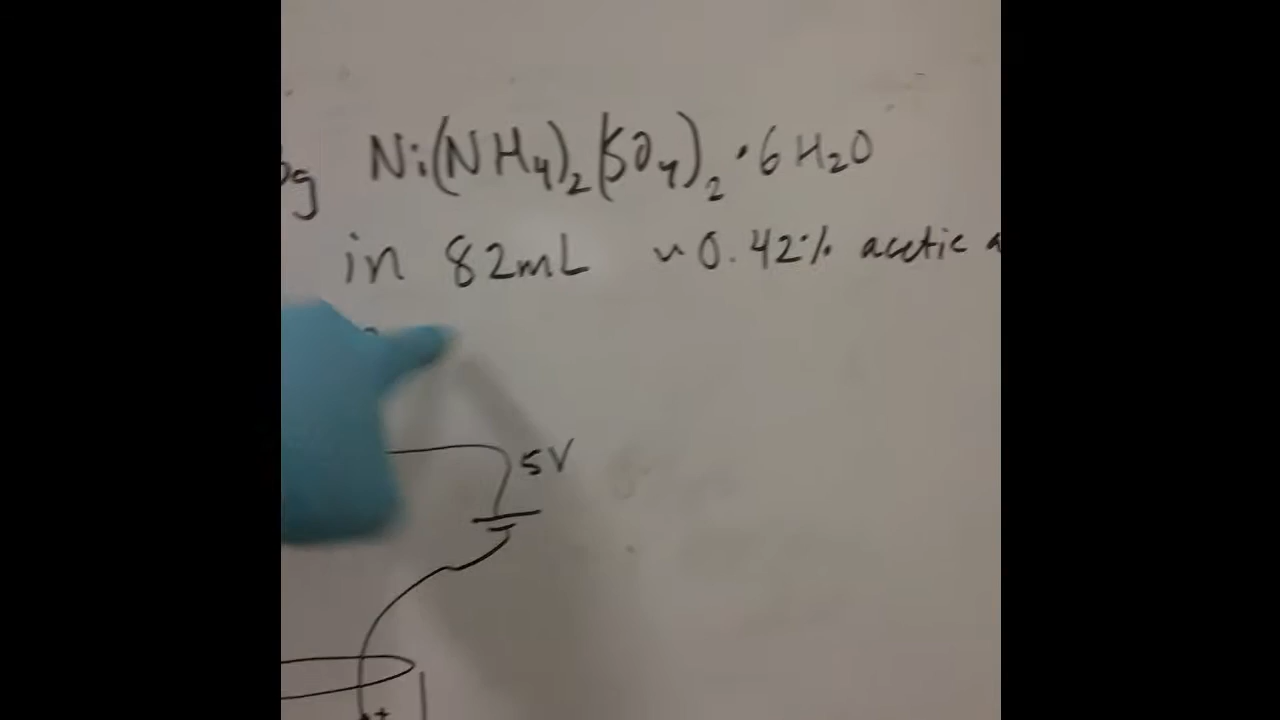 g Ni(NH₄)₂(SO₄)₂ · 6H₂O
in 82mL ~0.42% acetic
5V
+